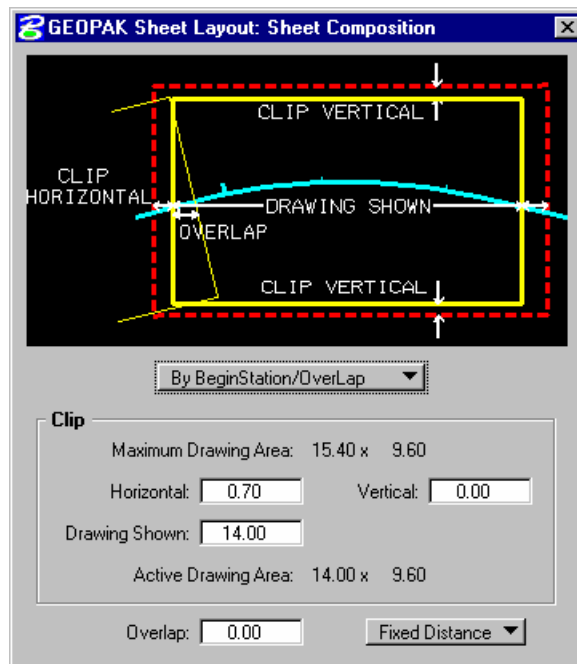 GEOPAK Sheet Layout: Sheet Composition
CLIP VERTICAL
CLIP
HORIZONTAL
DRAWING SHOWN
OVERLAP
CLIP VERTICAL
By BeginStation/OverLap
Clip
Maximum Drawing Area: 15.40 x 9.60
Horizontal: 0.70 Vertical: 0.00
Drawing Shown: 14.00
Active Drawing Area: 14.00 x 9.60
Overlap: 0.00 Fixed Distance